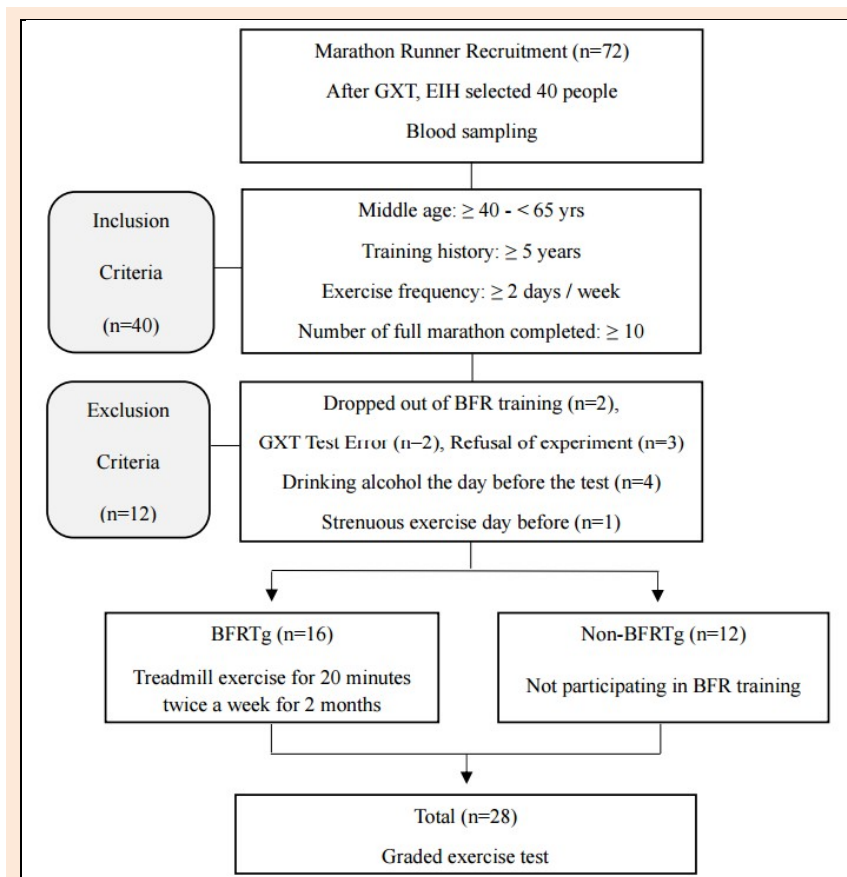 Marathon Runner Recruitment (n=72)
After GXT, EIH selected 40 people
Blood sampling
Inclusion
Criteria
(n=40)
Middle age: ≥ 40 - < 65 yrs
Training history: ≥ 5 years
Exercise frequency: ≥ 2 days / week
Number of full marathon completed: ≥ 10
Exclusion
Criteria
(n=12)
Dropped out of BFR training (n=2),
GXT Test Error (n=2), Refusal of experiment (n=3)
Drinking alcohol the day before the test (n=4)
Strenuous exercise day before (n=1)
BFRTg (n=16)
Treadmill exercise for 20 minutes
twice a week for 2 months
Non-BFRTg (n=12)
Not participating in BFR training
Total (n=28)
Graded exercise test